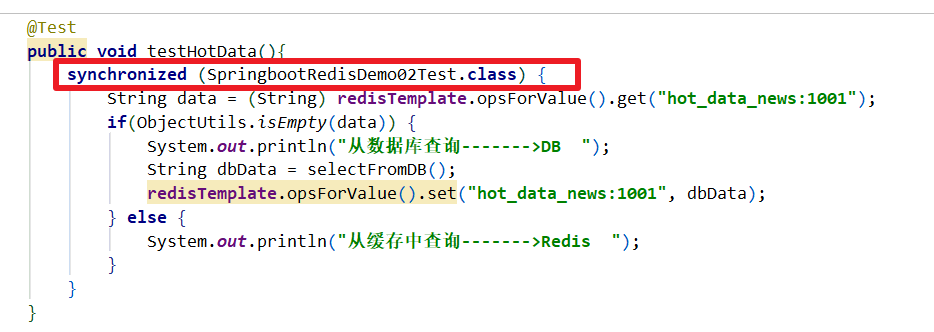 @Test
public void testHotData(){
synchronized (SpringbootRedisDemo02Test.class) {
String data = (String) redisTemplate.opsForValue().get("hot_data_news:1001");
if(ObjectUtils.isEmpty(data)) {
System.out.println("从数据库查询------->DB  ");
String dbData = selectFromDB();
redisTemplate.opsForValue().set("hot_data_news:1001", dbData);
} else {
System.out.println("从缓存中查询------->Redis  ");
}
}
}